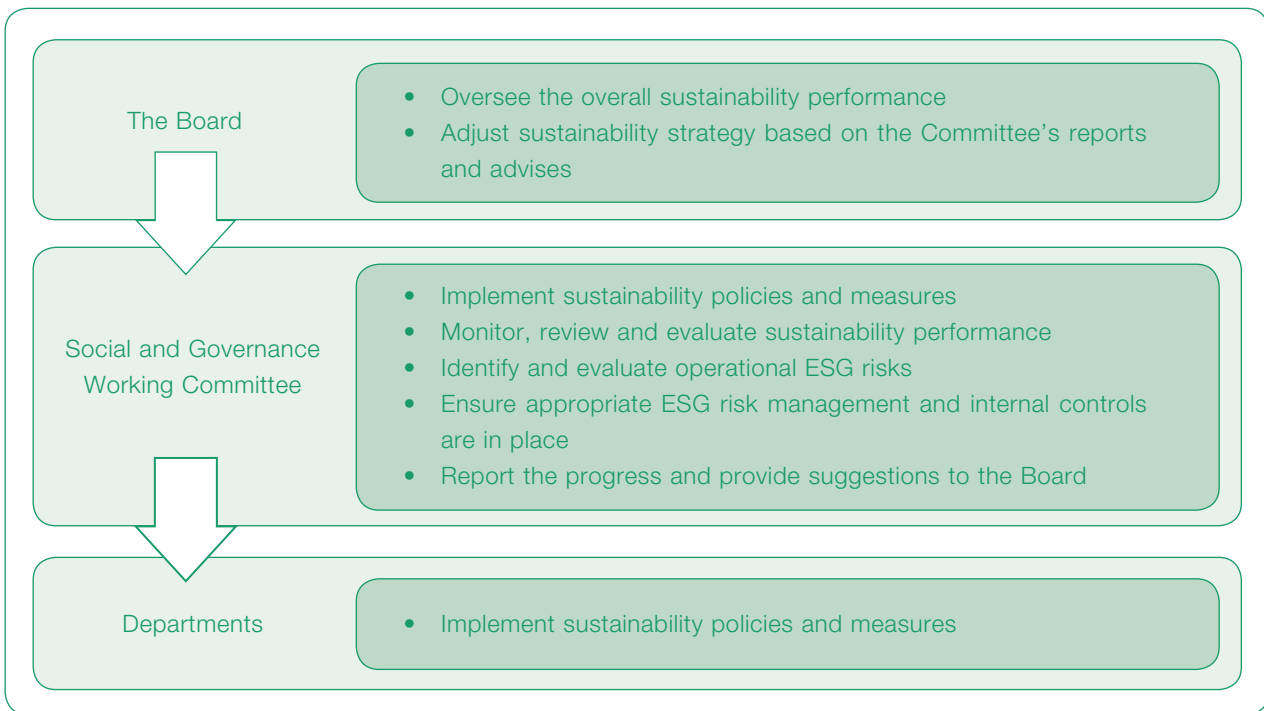 The Board
• Oversee the overall sustainability performance
• Adjust sustainability strategy based on the Committee's reports
and advises
Social and Governance
Working Committee
• Implement sustainability policies and measures
• Monitor, review and evaluate sustainability performance
• Identify and evaluate operational ESG risks
• Ensure appropriate ESG risk management and internal controls
are in place
• Report the progress and provide suggestions to the Board
Departments
• Implement sustainability policies and measures